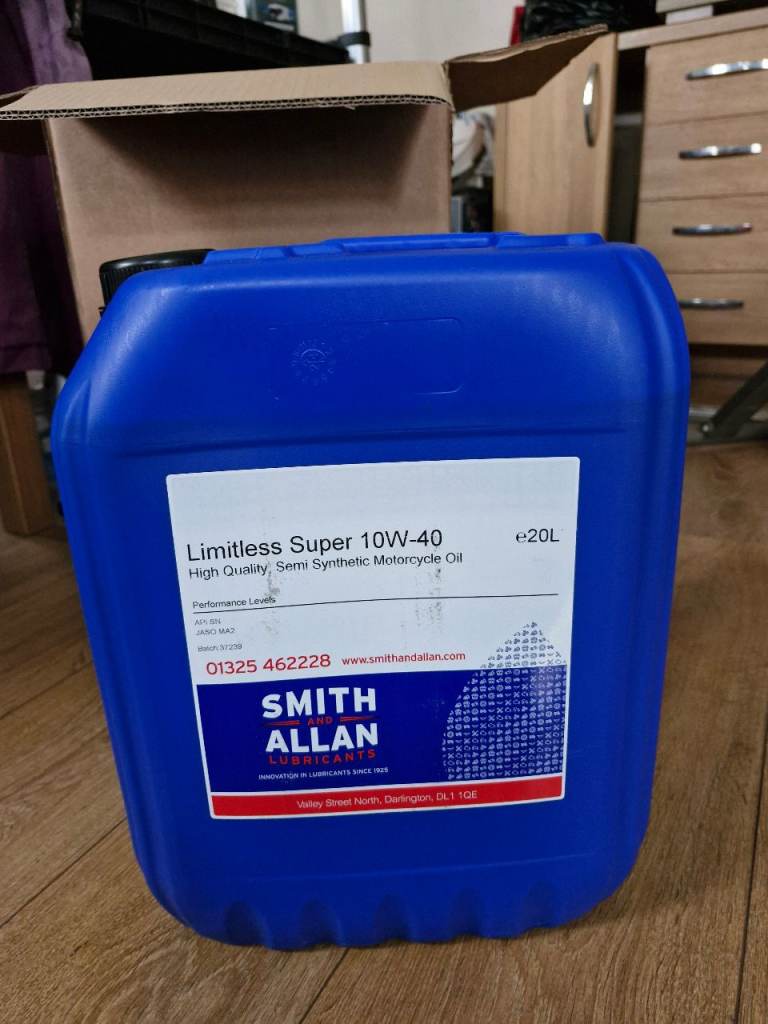 Limitless Super 10W-40
℮20L
High Quality, Semi Synthetic Motorcycle Oil
Performance Levels
API SN
JASO MA2
Batch 37239
01325 462228 www.smithandallan.com
SMITH
AND
ALLAN
LUBRICANTS
INNOVATION IN LUBRICANTS SINCE 1925
Valley Street North, Darlington, DL1 1QE